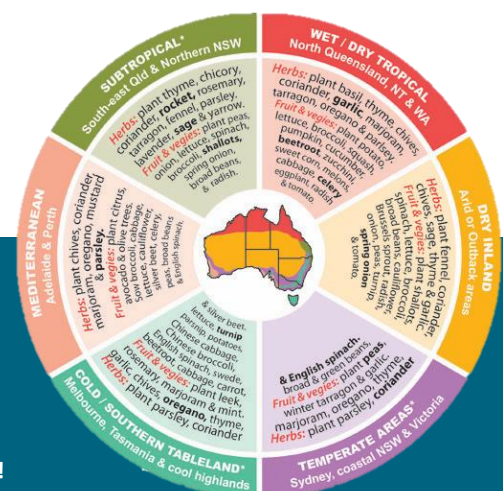 SUBTROPICAL*
South-east Qld & Northern NSW
Herbs: plant thyme, chicory,
coriander, rocket, rosemary,
tarragon, fennel, parsley,
lavender, sage & yarrow.
Fruit & vegies: plant peas,
onion, lettuce, spinach,
broccoli, shallots,
spring onion,
broad beans,
& radish.
WET / DRY TROPICAL
North Queensland, NT & WA
Herbs: plant basil, thyme, chives,
coriander, garlic, marjoram,
tarragon, oregano & parsley.
Fruit & vegies: plant potato,
lettuce, broccoli, squash,
pumpkin, cucumber,
beetroot, zucchini,
sweet corn, melons,
cabbage, celery
eggplant, radish
& tomato.
DRY INLAND
Arid or Outback areas
Herbs: plant fennel, coriander,
chives, sage, thyme & garlic.
Fruit & vegies: plant shallots,
spinach, lettuce, broccoli,
broad beans, cauliflower,
brussels sprout, radish,
onion, peas, turnip
spring onion
& tomato
TEMPERATE AREAS*
Sydney, coastal NSW & Victoria
Herbs: plant parsley, coriander
marjoram, oregano, thyme,
winter tarragon & garlic.
Fruit & vegies: plant peas,
broad & green beans,
& English spinach.
COLD / SOUTHERN TABLELAND*
Melbourne, Tasmania & cool highlands
Herbs: plant parsley, coriander
garlic, chives, oregano, thyme,
rosemary, marjoram & mint.
Fruit & vegies: plant leek,
beetroot, cabbage, carrot,
English spinach, swede,
Chinese broccoli,
Chinese cabbage,
parsnip, potatoes,
lettuce, turnip
& silver beet.
MEDITERRANEAN
Adelaide & Perth
Herbs: plant chives, coriander
marjoram, oregano, mustard
& parsley.
Fruit & vegies: plant citrus,
avocado & olive trees.
Sow broccoli, cabbage,
lettuce, cauliflower,
silver beet, celery,
peas, broad beans
& English spinach.
!